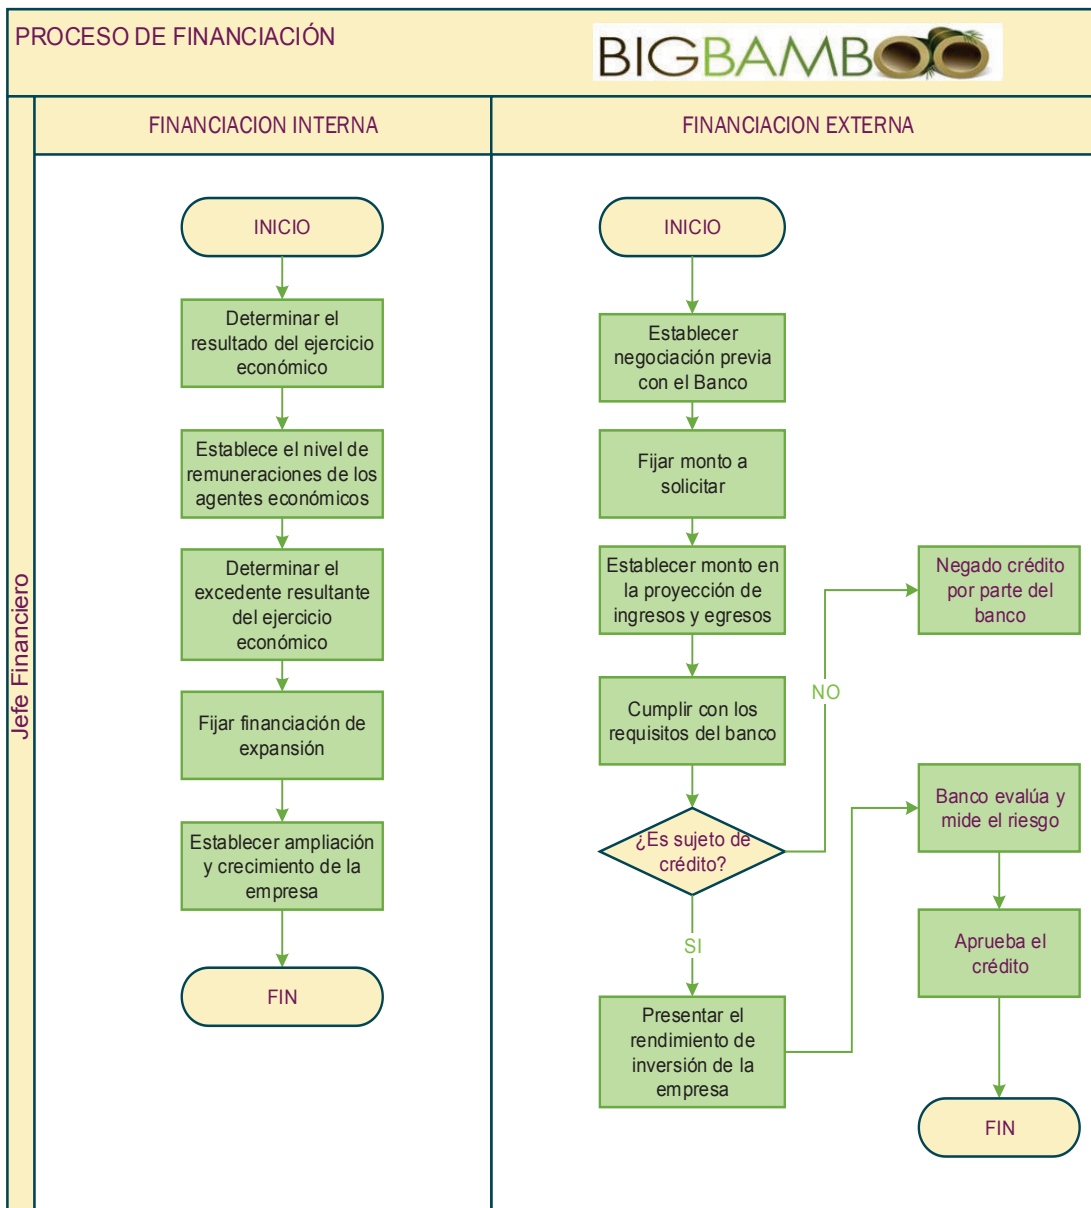 PROCESO DE FINANCIACIÓN
BIGBAMBOO
Jefe Financiero
FINANCIACION INTERNA
INICIO
Determinar el
resultado del ejercicio
económico
Establece el nivel de
remuneraciones de los
agentes económicos
Determinar el
excedente resultante
del ejercicio
económico
Fijar financiación de
expansión
Establecer ampliación
y crecimiento de la
empresa
FIN
FINANCIACION EXTERNA
INICIO
Establecer
negociación previa
con el Banco
Fijar monto a
solicitar
Establecer monto en
la proyección de
ingresos y egresos
Cumplir con los
requisitos del banco
¿Es sujeto de
crédito?
NO
Negado crédito
por parte del
banco
SI
Presentar el
rendimiento de
inversión de la
empresa
Banco evalúa y
mide el riesgo
Aprueba el
crédito
FIN